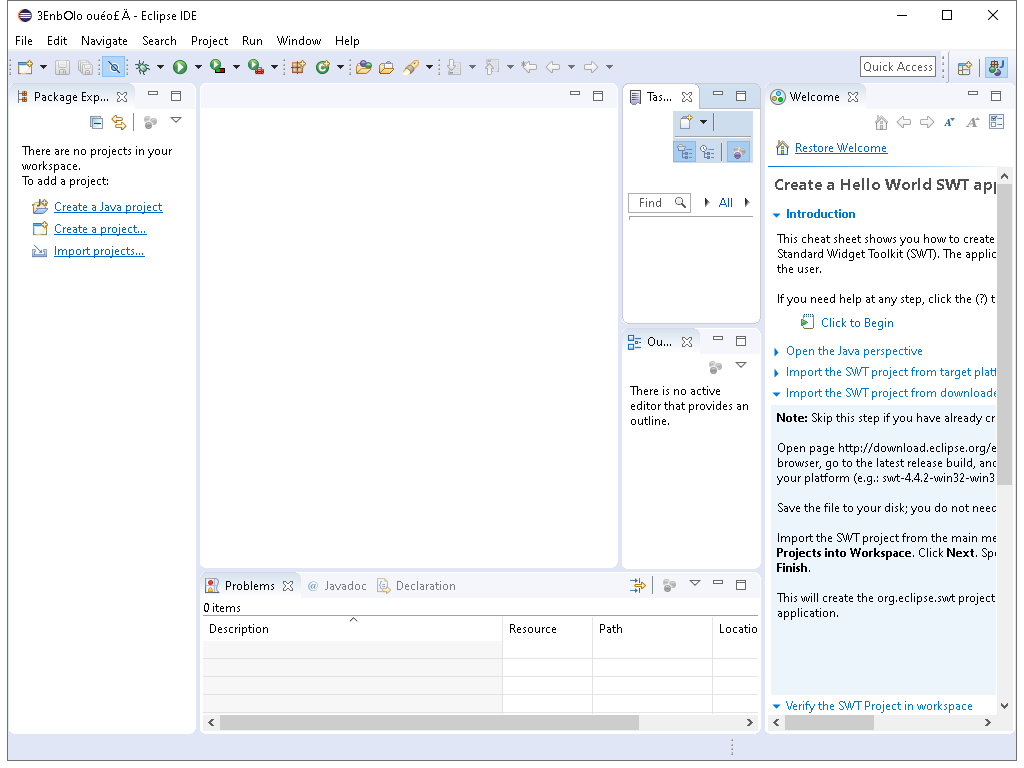 3EnbOlo ouéo£Ä - Eclipse IDE
File Edit Navigate Search Project Run Window Help
Quick Access
Package Exp...
There are no projects in your
workspace.
To add a project:
Create a Java project
Create a project...
Import projects...
Tas...
Find
All
Ou...
There is no active
editor that provides an
outline.
Welcome
Restore Welcome
Create a Hello World SWT app
Introduction
This cheat sheet shows you how to create
Standard Widget Toolkit (SWT). The applic
the user.
If you need help at any step, click the (?) t
Click to Begin
Open the Java perspective
Import the SWT project from target platf
Import the SWT project from downloade
Note: Skip this step if you have already cr
Open page http://download.eclipse.org/e
browser, go to the latest release build, and
your platform (e.g.: swt-4.4.2-win32-win3
Save the file to your disk; you do not need
Import the SWT project from the main me
Projects into Workspace. Click Next. Spe
Finish.
This will create the org.eclipse.swt project
application.
Verify the SWT Project in workspace
Problems @ Javadoc Declaration
0 items
Description Resource Path Locatio